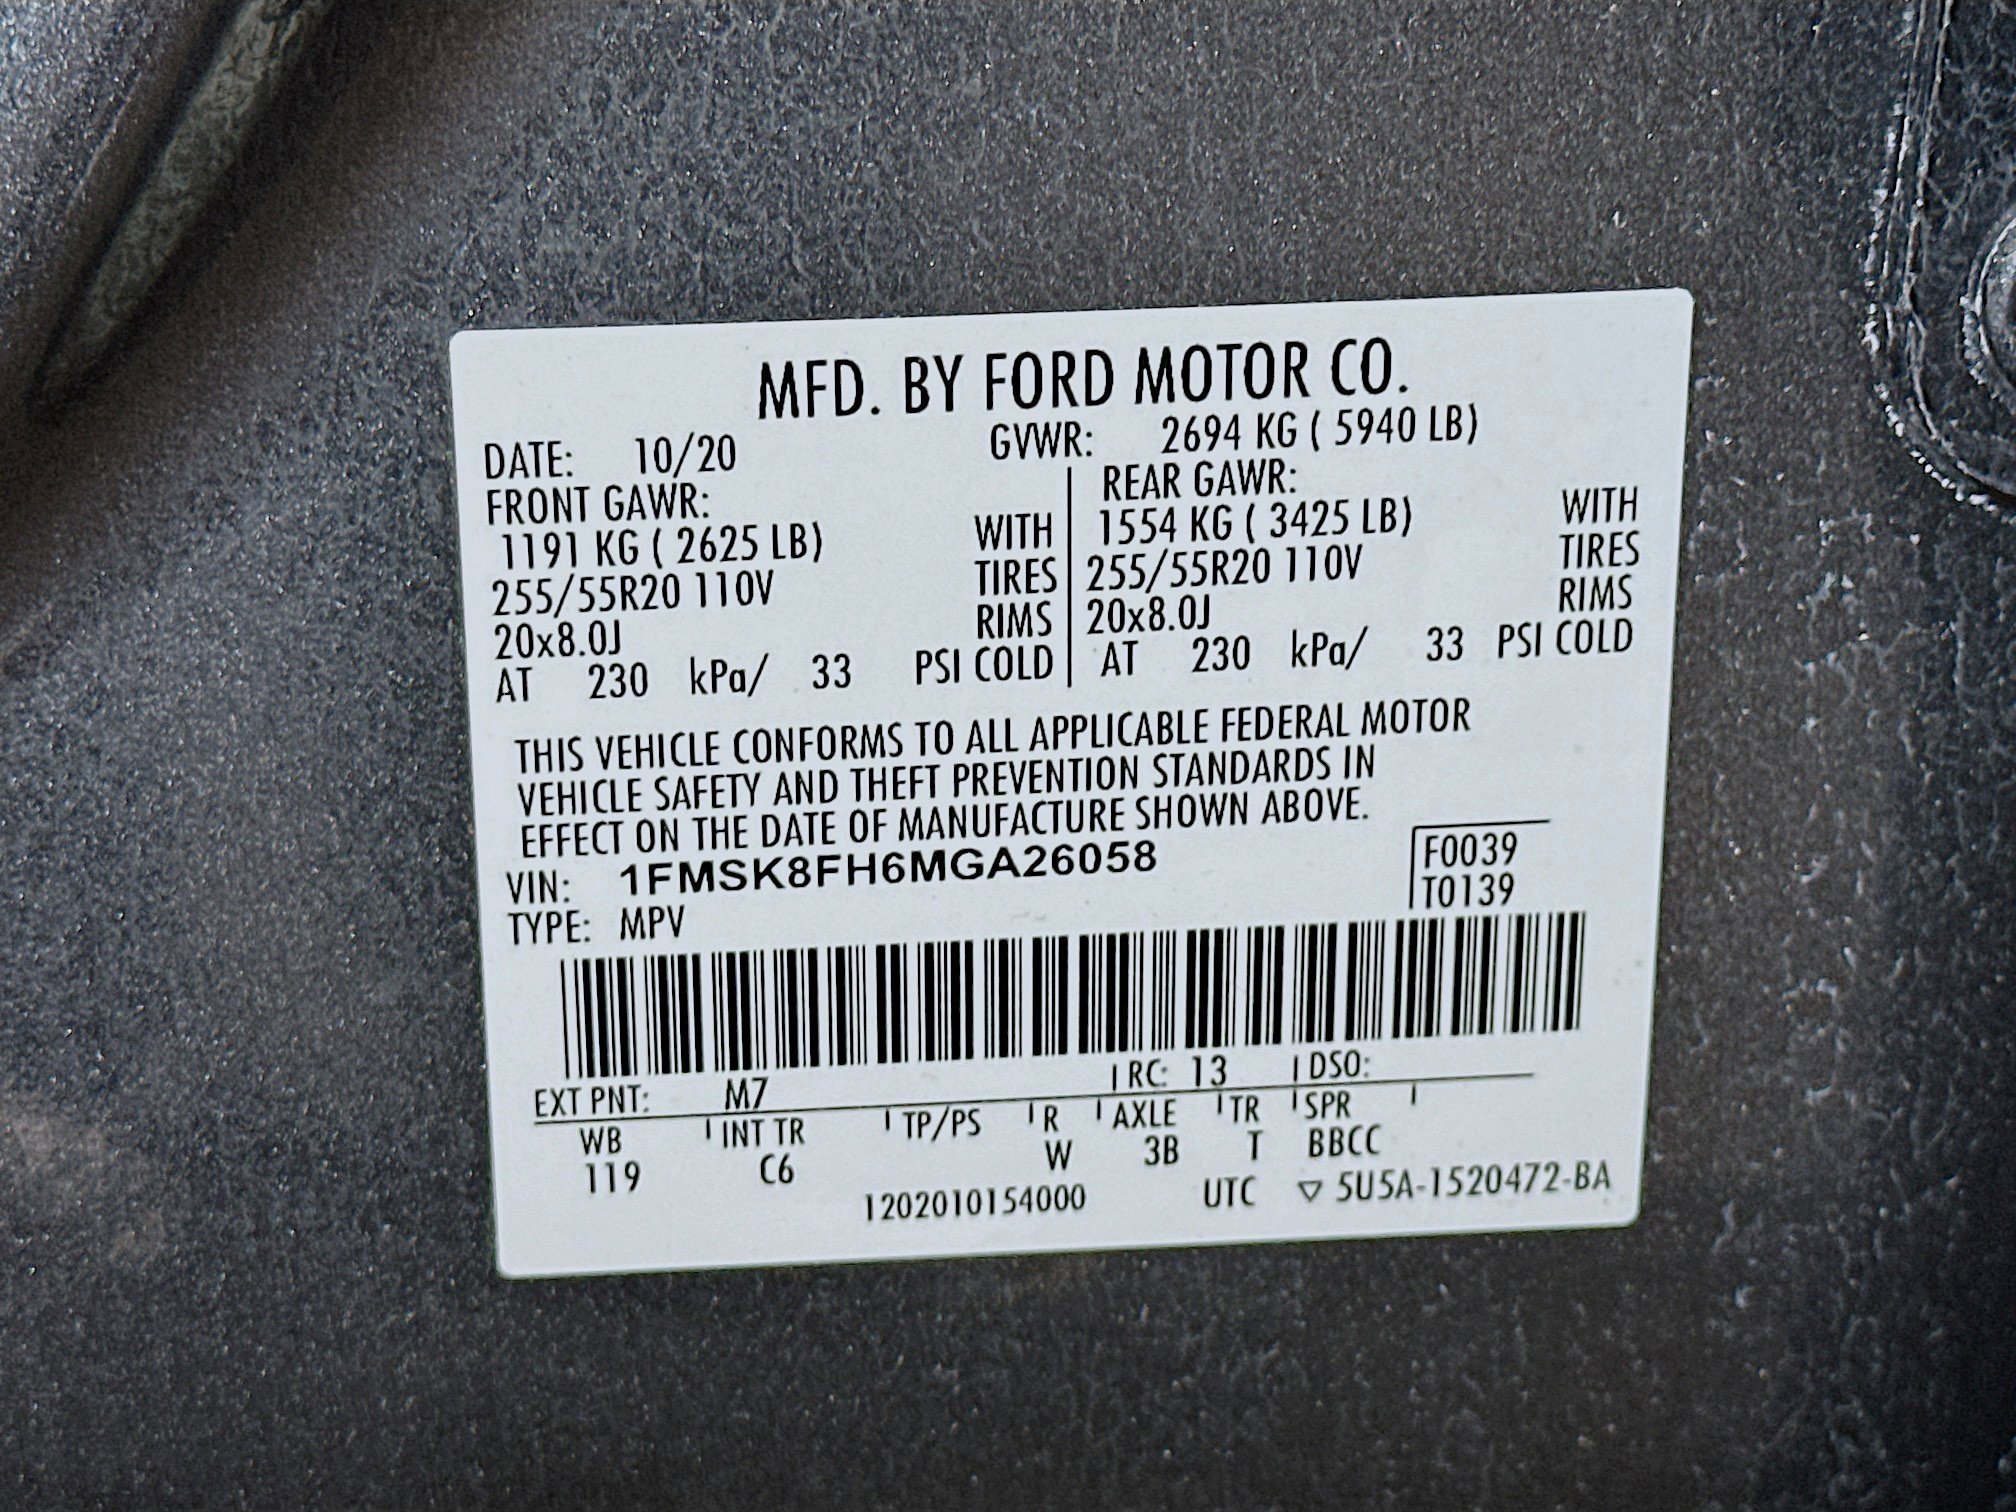 MFD. BY FORD MOTOR CO.
DATE: 10/20 GVWR: 2694 KG ( 5940 LB)
FRONT GAWR: REAR GAWR:
1191 KG ( 2625 LB) WITH 1554 KG ( 3425 LB) WITH
255/55R20 110V TIRES 255/55R20 110V TIRES
20x8.0J RIMS 20x8.0J RIMS
AT 230 kPa/ 33 PSI COLD AT 230 kPa/ 33 PSI COLD
THIS VEHICLE CONFORMS TO ALL APPLICABLE FEDERAL MOTOR
VEHICLE SAFETY AND THEFT PREVENTION STANDARDS IN
EFFECT ON THE DATE OF MANUFACTURE SHOWN ABOVE.
VIN: 1FMSK8FH6MGA26058 F0039
TYPE: MPV T0139
EXT PNT: M7 RC: 13 DSO:
WB INT TR TP/PS R AXLE TR SPR
119 C6 W 3B T BBCC
1202010154000 UTC ▽ 5U5A-1520472-BA